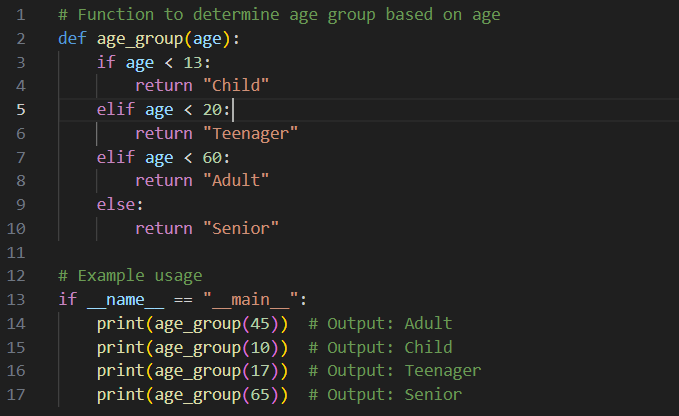 1 # Function to determine age group based on age
2 def age_group(age):
3     if age < 13:
4         return "Child"
5     elif age < 20:
6         return "Teenager"
7     elif age < 60:
8         return "Adult"
9     else:
10         return "Senior"
11
12 # Example usage
13 if __name__ == "__main__":
14     print(age_group(45))  # Output: Adult
15     print(age_group(10))  # Output: Child
16     print(age_group(17))  # Output: Teenager
17     print(age_group(65))  # Output: Senior